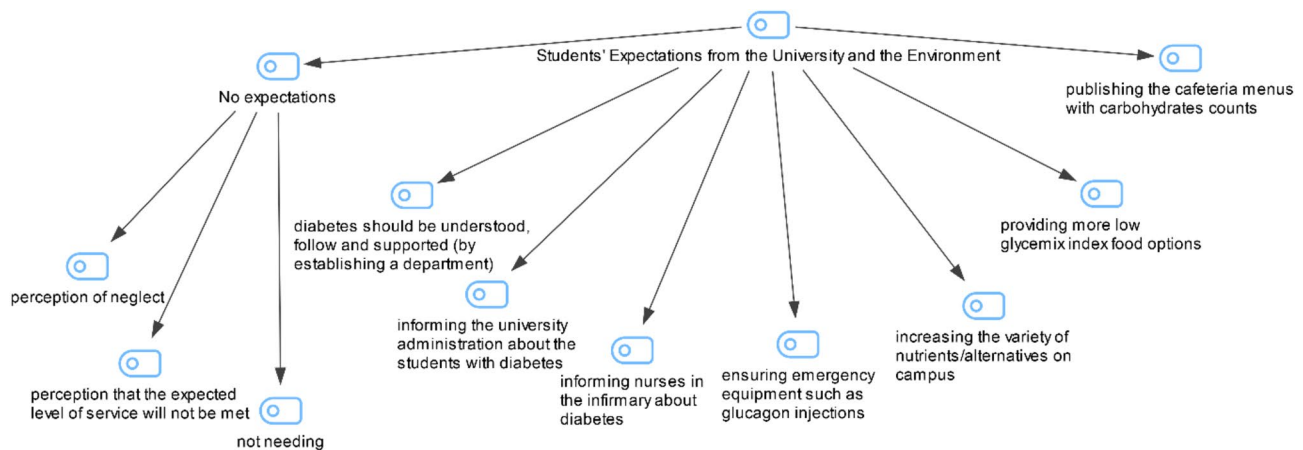 Students' Expectations from the University and the Environment
No expectations
publishing the cafeteria menus
with carbohydrates counts
diabetes should be understood,
follow and supported (by
establishing a department)
providing more low
glycemix index food options
perception of neglect
informing the university
administration about the
students with diabetes
increasing the variety of
nutrients/alternatives on
campus
perception that the expected
level of service will not be met
informing nurses in
the infirmary about
diabetes
ensuring emergency
equipment such as
glucagon injections
not needing